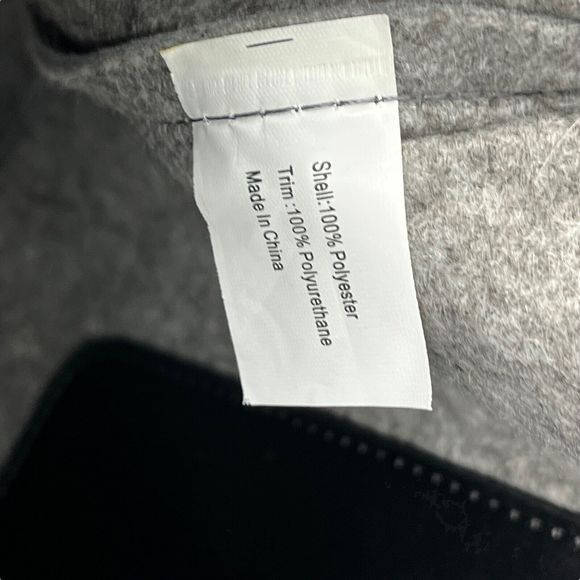 Shell:100% Polyester
Trim :100% Polyurethane
Made In China